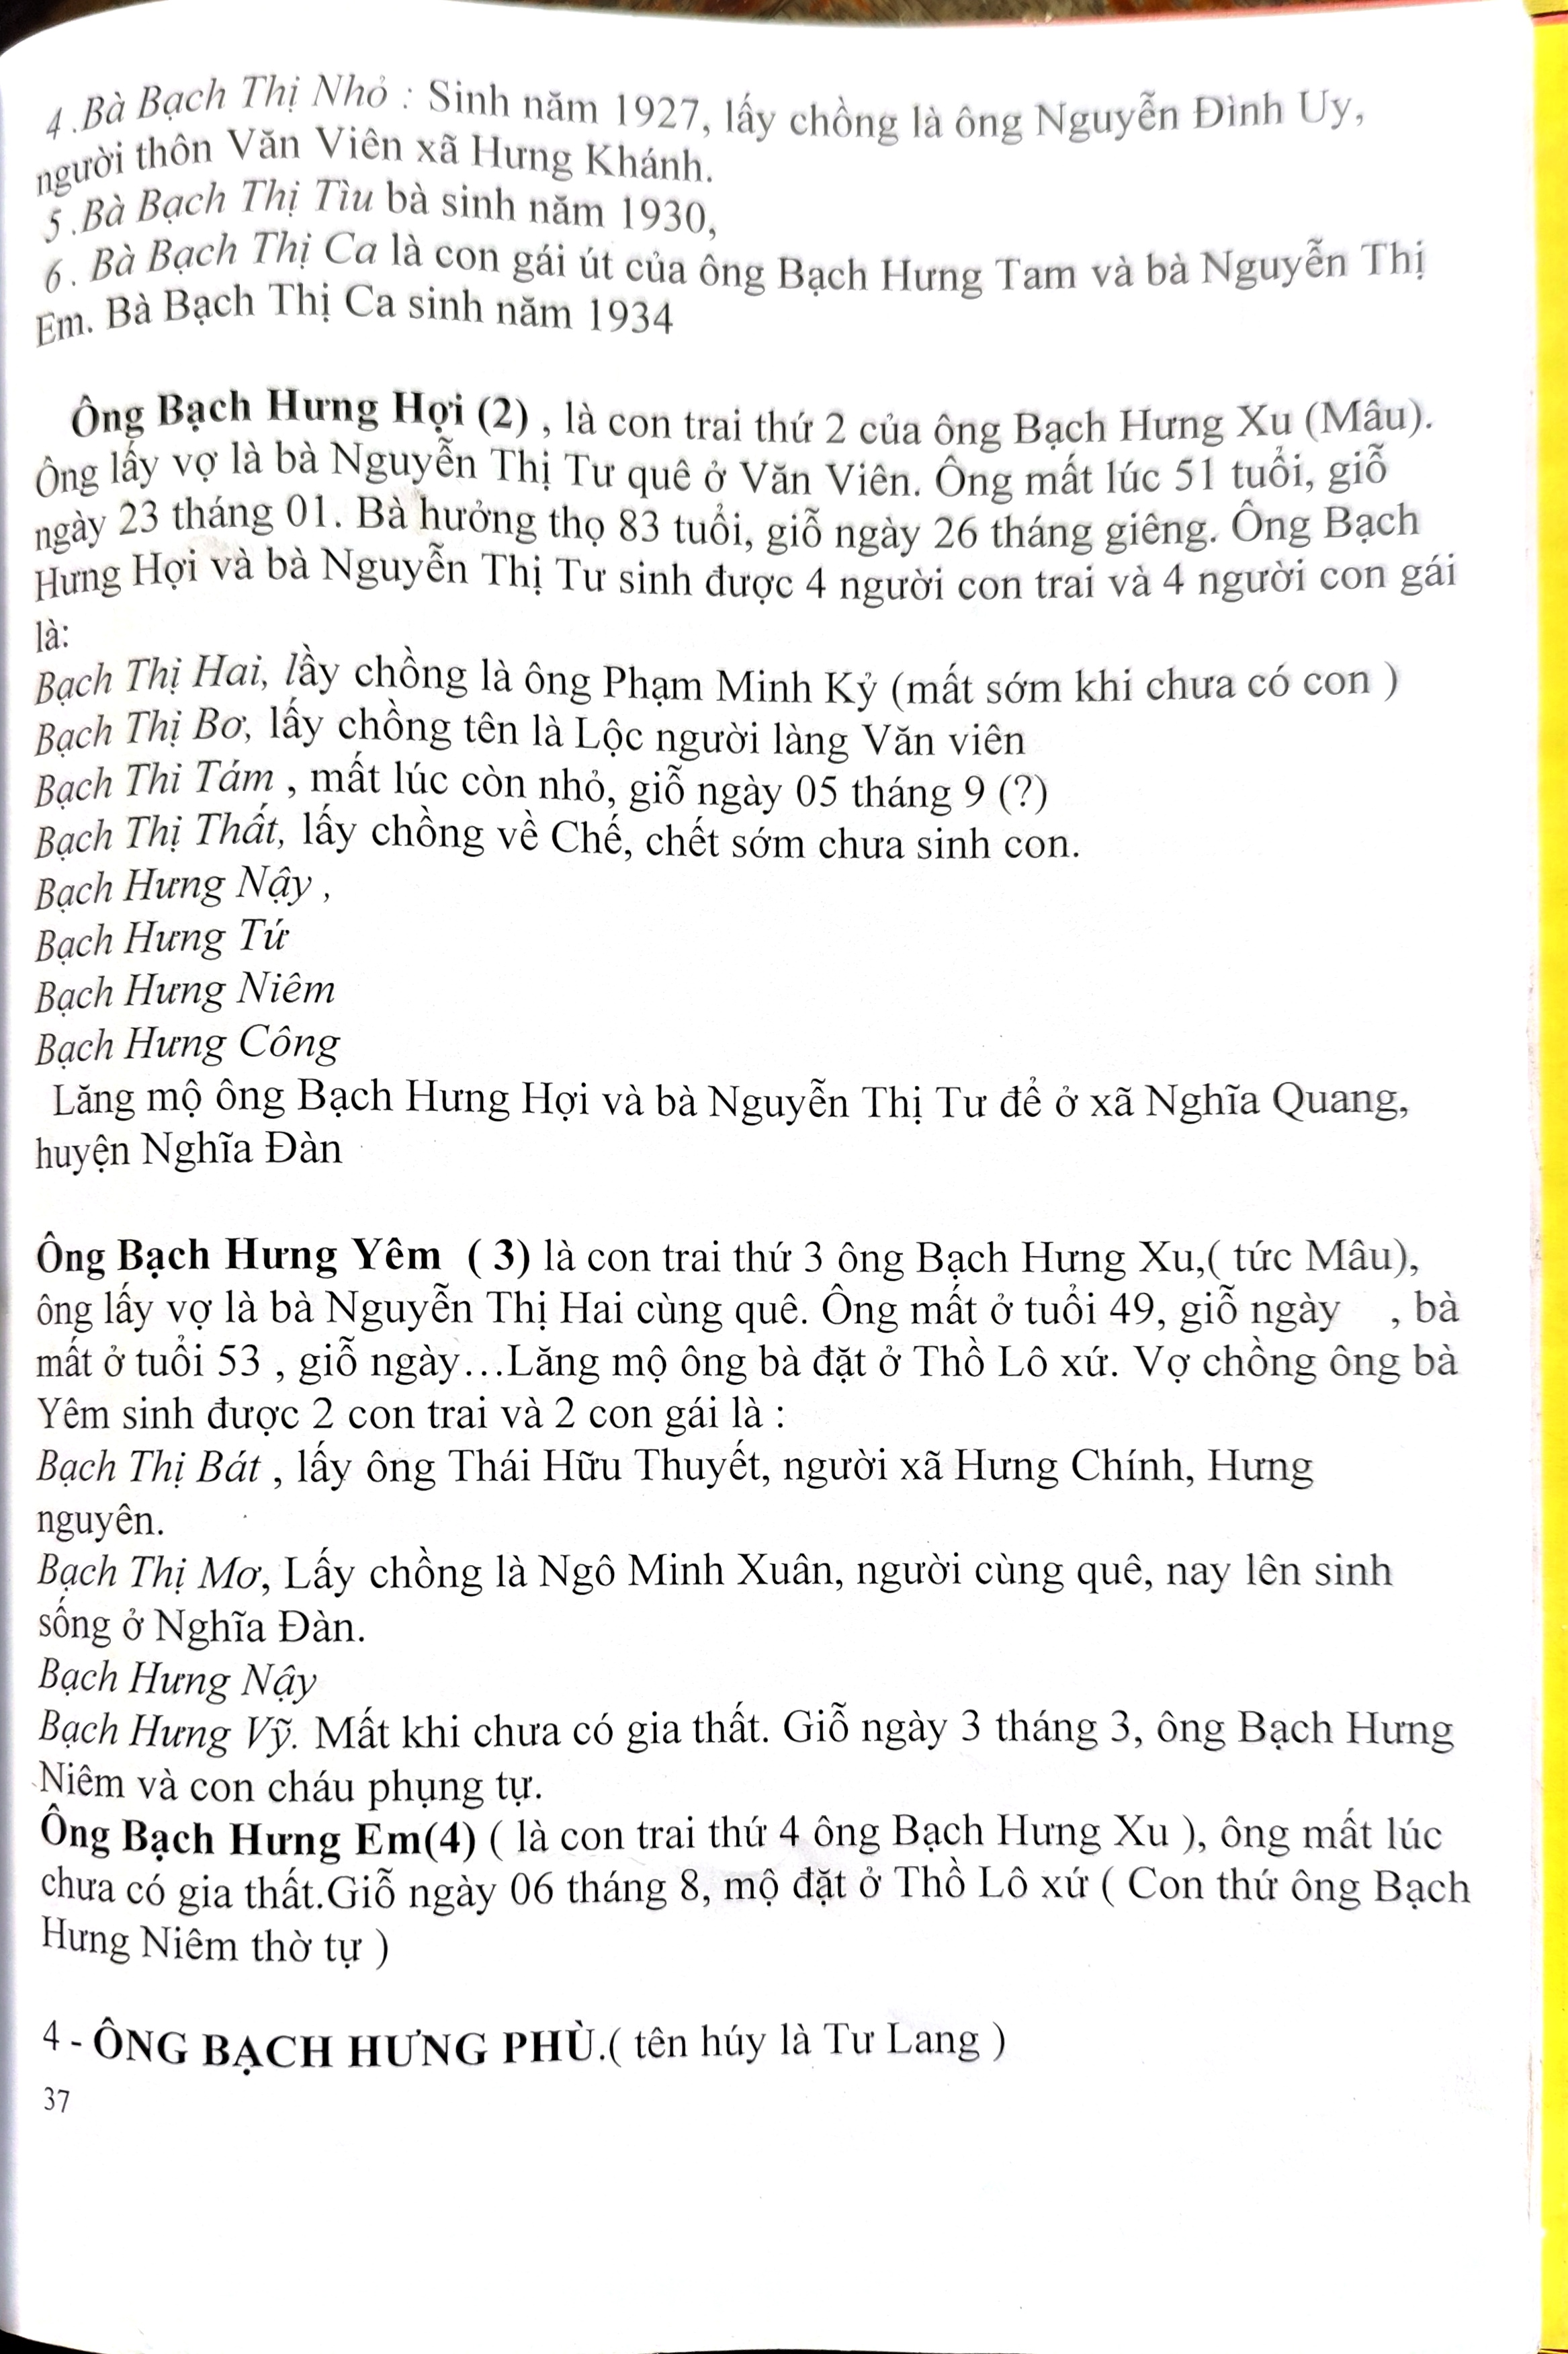 4.Bà Bạch Thị Nhỏ : Sinh năm 1927, lấy chồng là ông Nguyễn Đình Uy,
người thôn Văn Viên xã Hưng Khánh.
5.Bà Bạch Thị Tìu bà sinh năm 1930,
6. Bà Bạch Thị Ca là con gái út của ông Bạch Hưng Tam và bà Nguyễn Thị
Em. Bà Bạch Thị Ca sinh năm 1934
Ông Bạch Hưng Hợi (2) , là con trai thứ 2 của ông Bạch Hưng Xu (Mâu).
Ông lấy vợ là bà Nguyễn Thị Tư quê ở Văn Viên. Ông mất lúc 51 tuổi, giỗ
ngày 23 tháng 01. Bà hưởng thọ 83 tuổi, giỗ ngày 26 tháng giêng. Ông Bạch
Hưng Hợi và bà Nguyễn Thị Tư sinh được 4 người con trai và 4 người con gái
là:
Bạch Thị Hai, lầy chồng là ông Phạm Minh Kỷ (mất sớm khi chưa có con )
Bạch Thị Bơ, lấy chồng tên là Lộc người làng Văn viên
Bạch Thi Tám , mất lúc còn nhỏ, giỗ ngày 05 tháng 9 (?)
Bạch Thị Thất, lấy chồng về Chế, chết sớm chưa sinh con.
Bạch Hưng Nậy ,
Bạch Hưng Tứ
Bạch Hưng Niêm
Bạch Hưng Công
Lăng mộ ông Bạch Hưng Hợi và bà Nguyễn Thị Tư để ở xã Nghĩa Quang,
huyện Nghĩa Đàn
Ông Bạch Hưng Yêm ( 3) là con trai thứ 3 ông Bạch Hưng Xu,( tức Mâu),
ông lấy vợ là bà Nguyễn Thị Hai cùng quê. Ông mất ở tuổi 49, giỗ ngày , bà
mất ở tuổi 53 , giỗ ngày…Lăng mộ ông bà đặt ở Thồ Lô xứ. Vợ chồng ông bà
Yêm sinh được 2 con trai và 2 con gái là :
Bạch Thị Bát , lấy ông Thái Hữu Thuyết, người xã Hưng Chính, Hưng
nguyên.
Bạch Thị Mơ, Lấy chồng là Ngô Minh Xuân, người cùng quê, nay lên sinh
sống ở Nghĩa Đàn.
Bạch Hưng Nậy
Bạch Hưng Vỹ. Mất khi chưa có gia thất. Giỗ ngày 3 tháng 3, ông Bạch Hưng
Niêm và con cháu phụng tự.
Ông Bạch Hưng Em(4) ( là con trai thứ 4 ông Bạch Hưng Xu ), ông mất lúc
chưa có gia thất.Giỗ ngày 06 tháng 8, mộ đặt ở Thồ Lô xứ ( Con thứ ông Bạch
Hưng Niêm thờ tự )
4 - ÔNG BẠCH HƯNG PHÙ.( tên húy là Tư Lang )
37